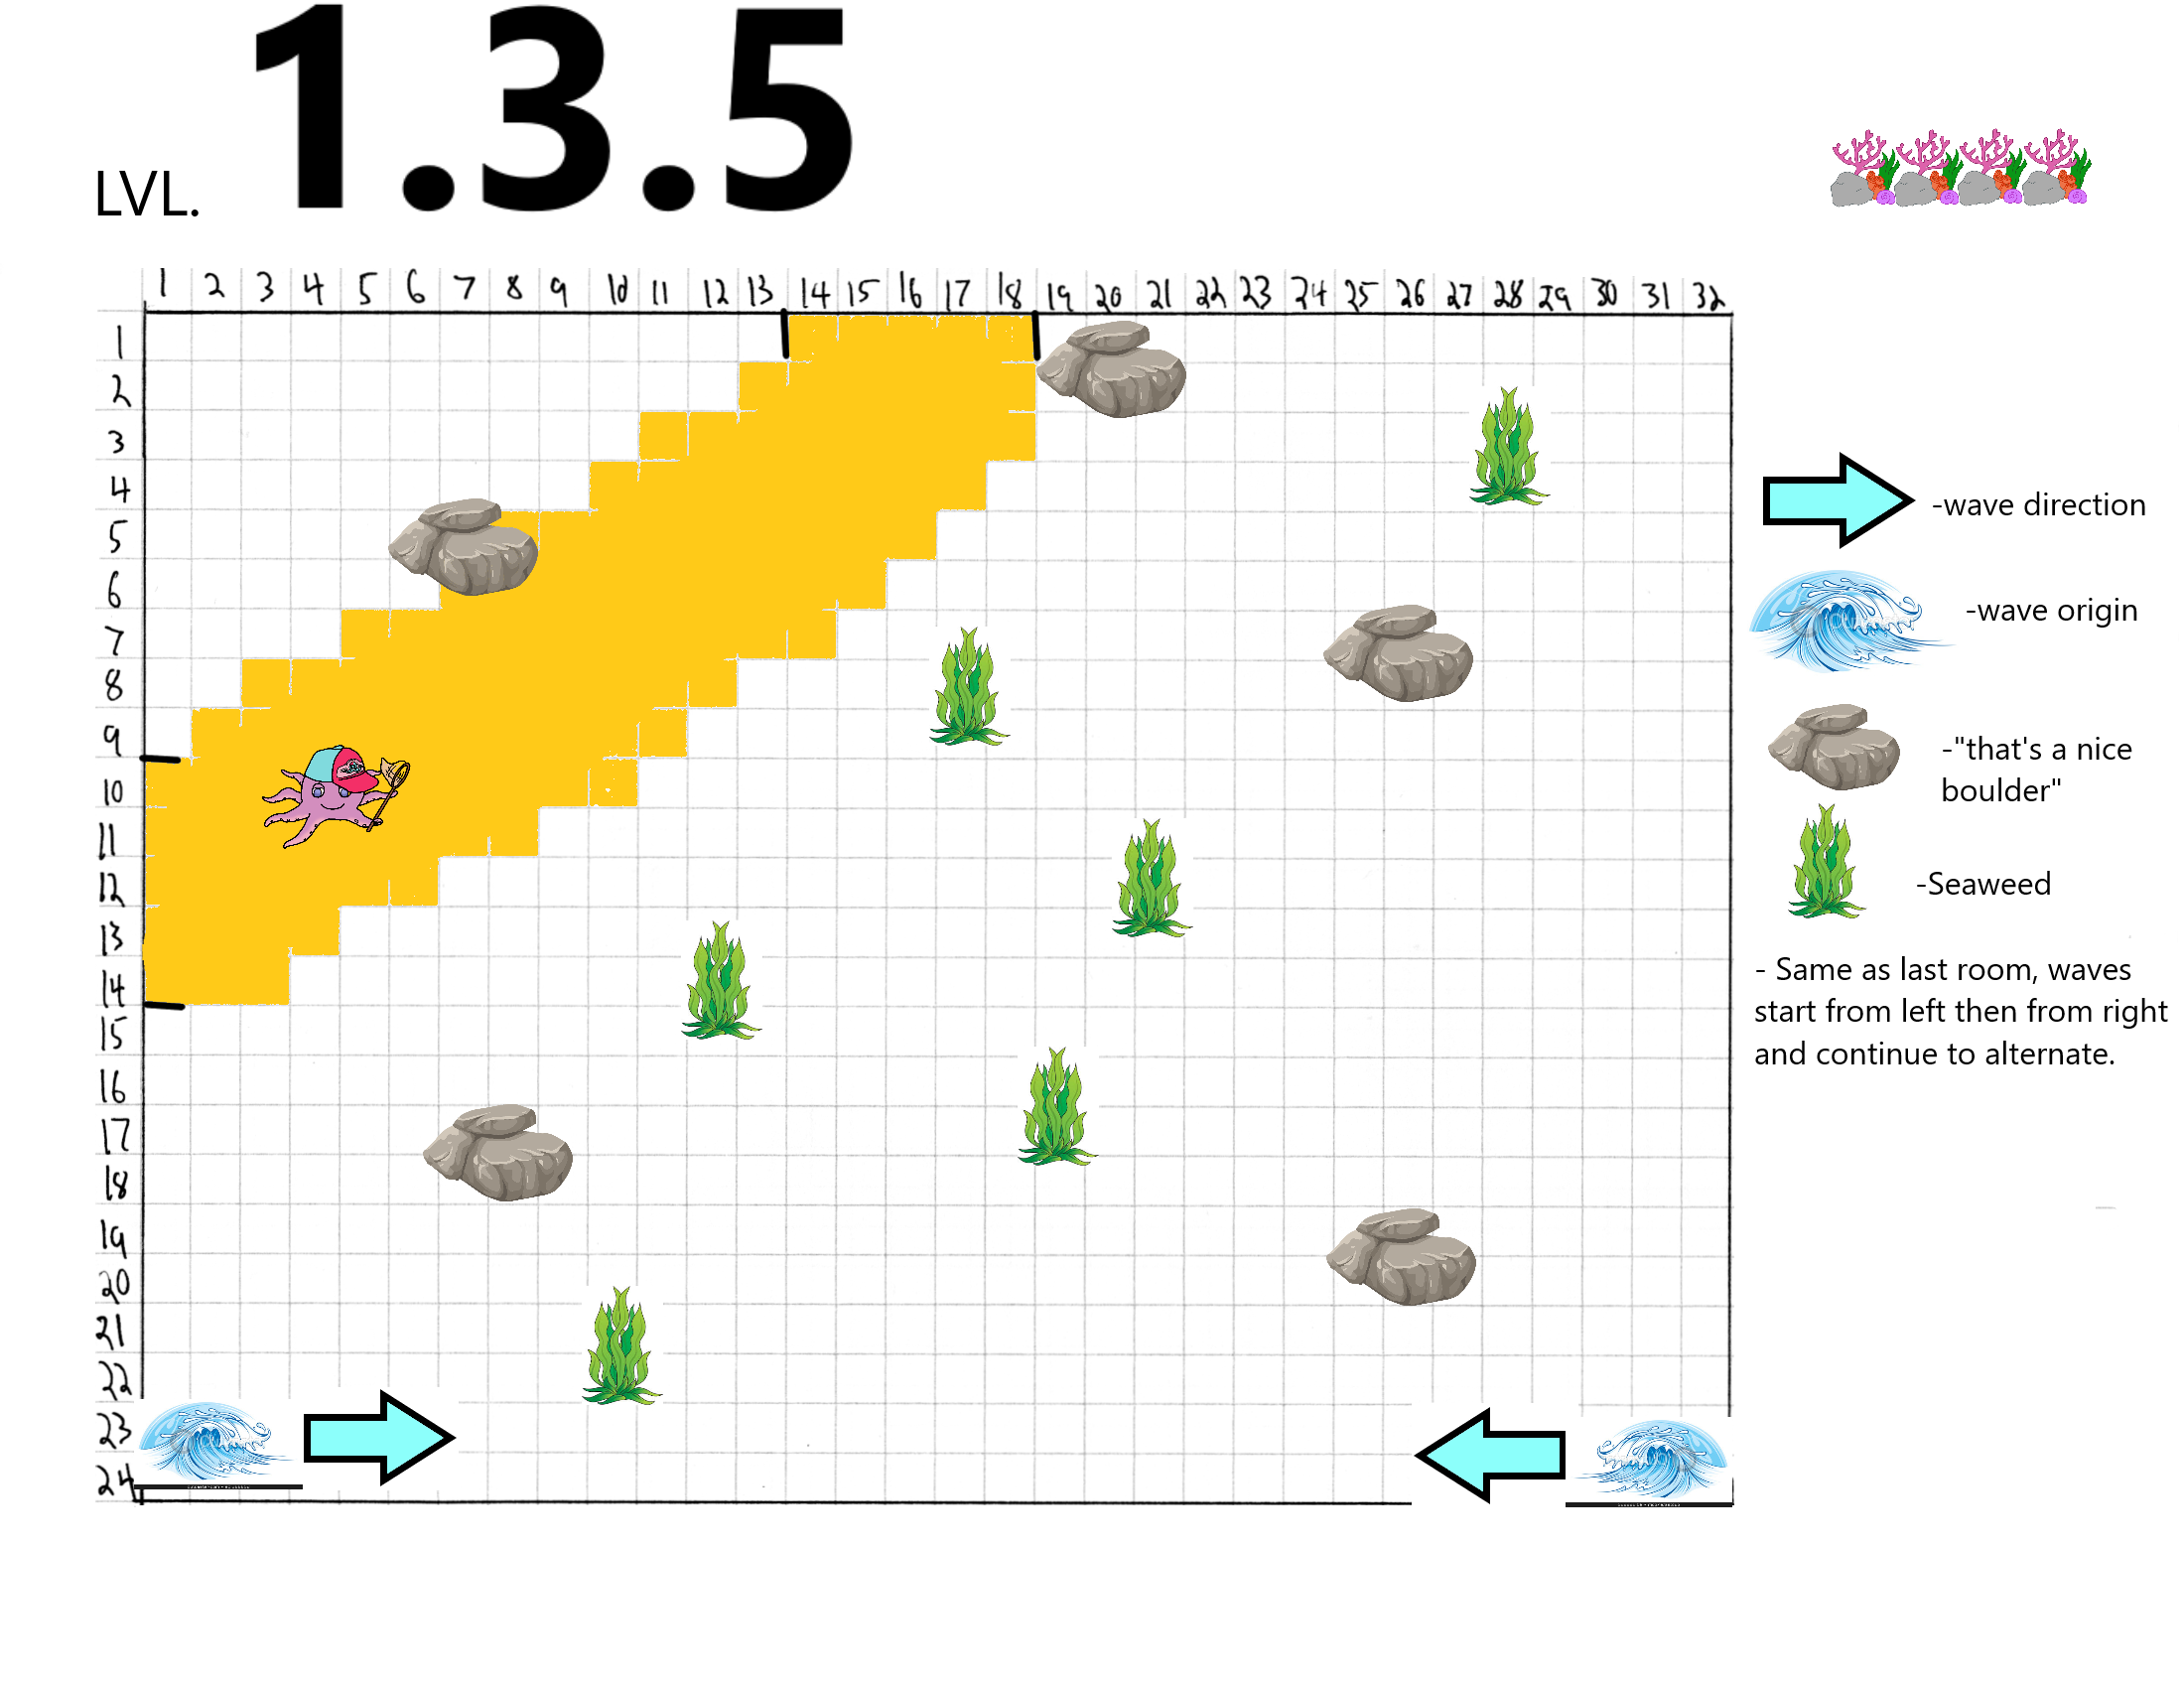 LVL. 1.3.5
1 2 3 4 5 6 7 8 9 10 11 12 13 14 15 16 17 18 19 20 21 22 23 24 25 26 27 28 29 30 31 32
1
2
3
4
5
6
7
8
9
10
11
12
13
14
15
16
17
18
19
20
21
22
23
24
-wave direction
-wave origin
-"that's a nice
boulder"
-Seaweed
- Same as last room, waves
start from left then from right
and continue to alternate.